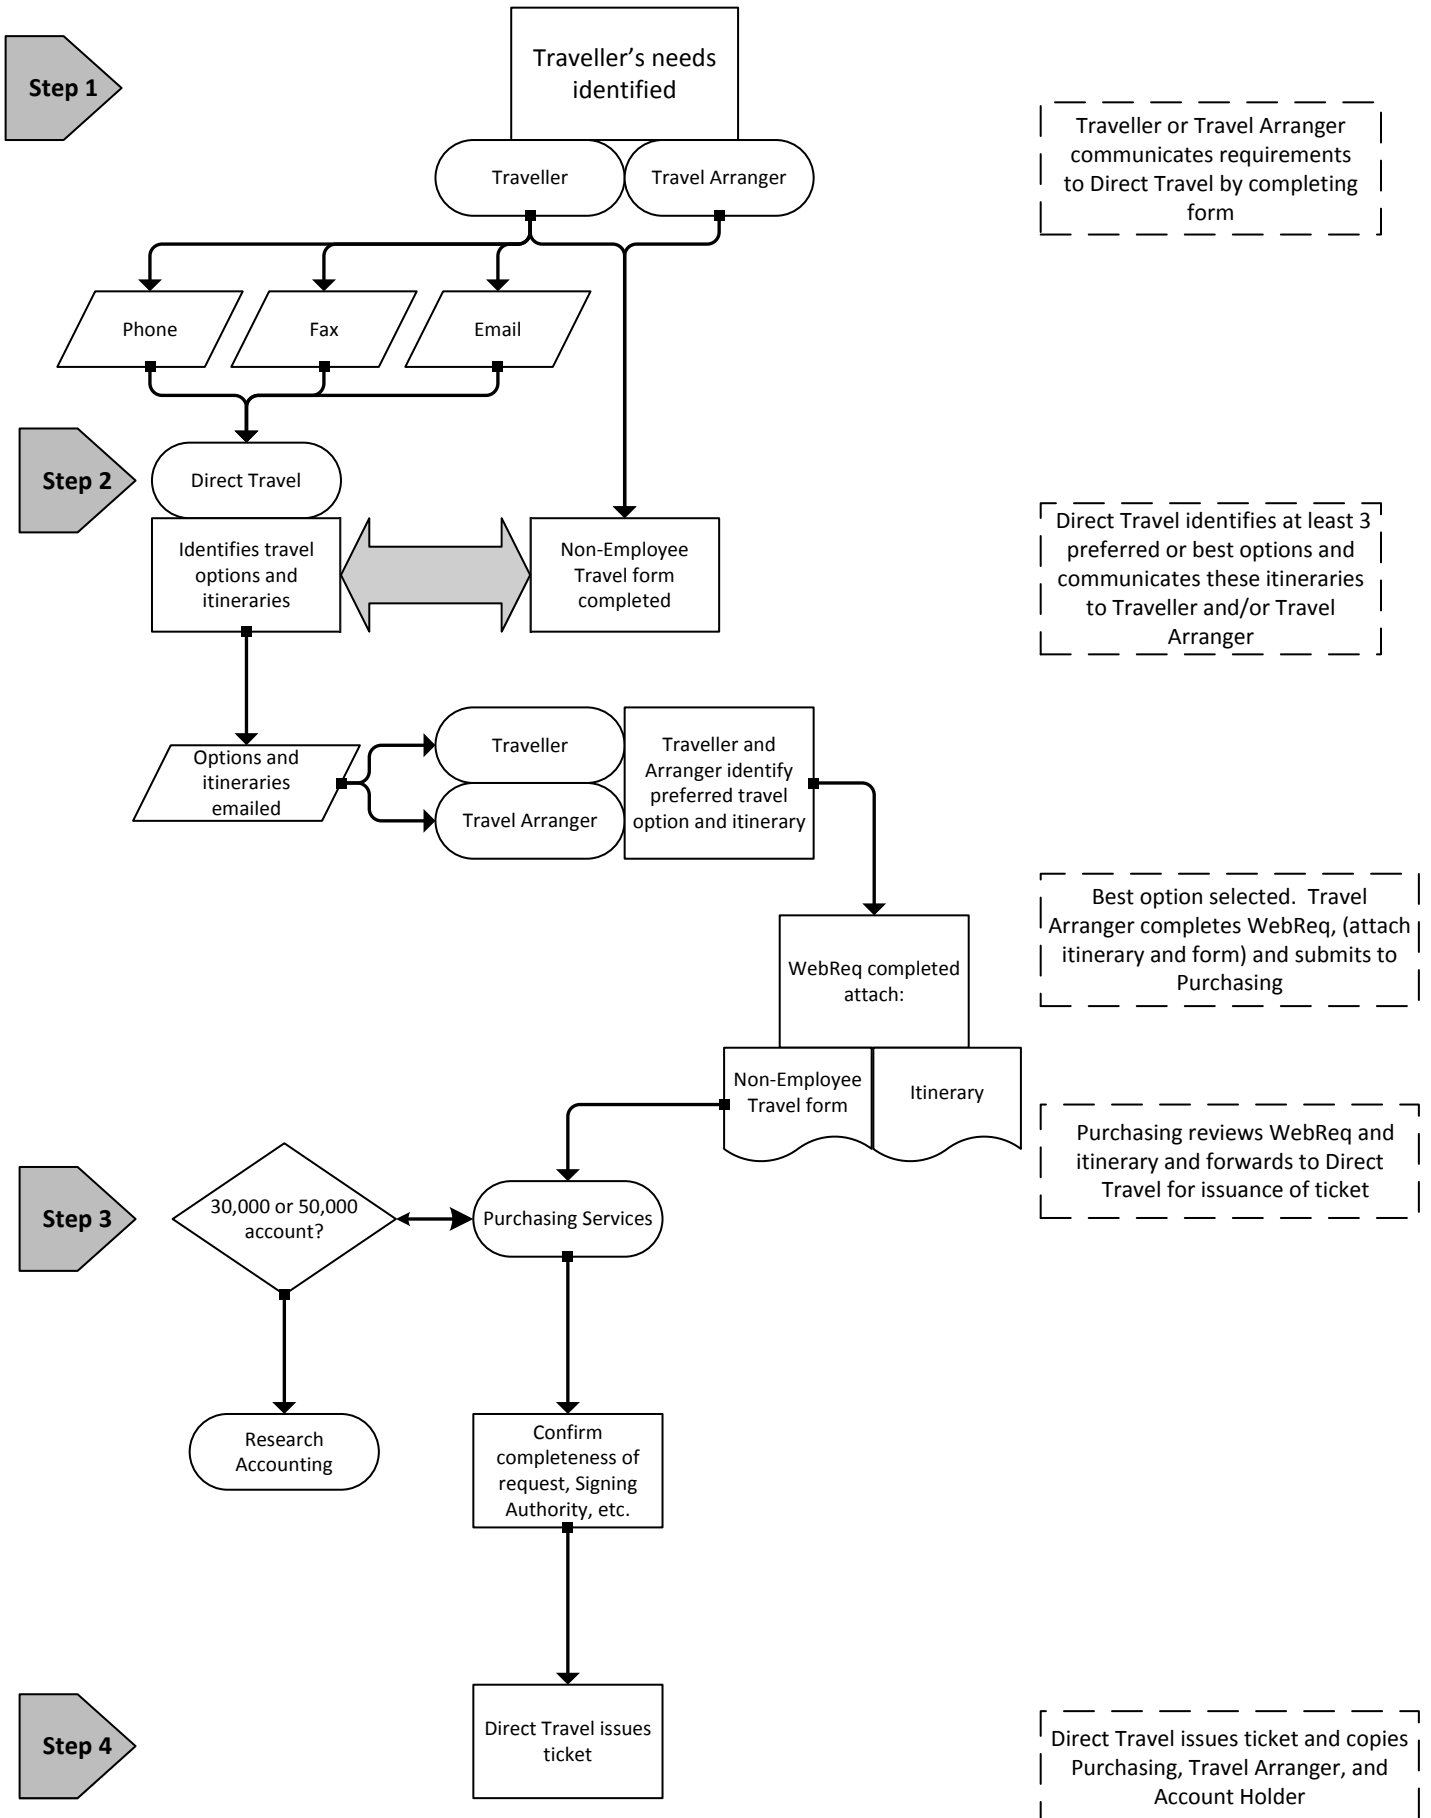 Step 1
Traveller’s needs
identified
Traveller
Travel Arranger
Traveller or Travel Arranger
communicates requirements
to Direct Travel by completing
form
Phone
Fax
Email
Step 2
Direct Travel
Identifies travel
options and
itineraries
Non-Employee
Travel form
completed
Direct Travel identifies at least 3
preferred or best options and
communicates these itineraries
to Traveller and/or Travel
Arranger
Options and
itineraries
emailed
Traveller
Travel Arranger
Traveller and
Arranger identify
preferred travel
option and itinerary
Best option selected.  Travel
Arranger completes WebReq, (attach
itinerary and form) and submits to
Purchasing
WebReq completed
attach:
Non-Employee
Travel form
Itinerary
Purchasing reviews WebReq and
itinerary and forwards to Direct
Travel for issuance of ticket
Step 3
30,000 or 50,000
account?
Purchasing Services
Research
Accounting
Confirm
completeness of
request, Signing
Authority, etc.
Step 4
Direct Travel issues
ticket
Direct Travel issues ticket and copies
Purchasing, Travel Arranger, and
Account Holder